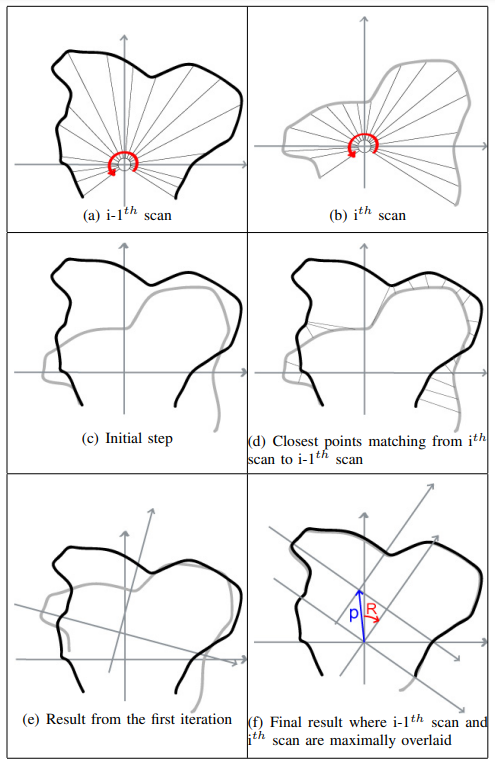 (a) i-1^th scan
(b) i^th scan
(c) Initial step
(d) Closest points matching from i^th
scan to i-1^th scan
(e) Result from the first iteration
p R
(f) Final result where i-1^th scan and
i^th scan are maximally overlaid